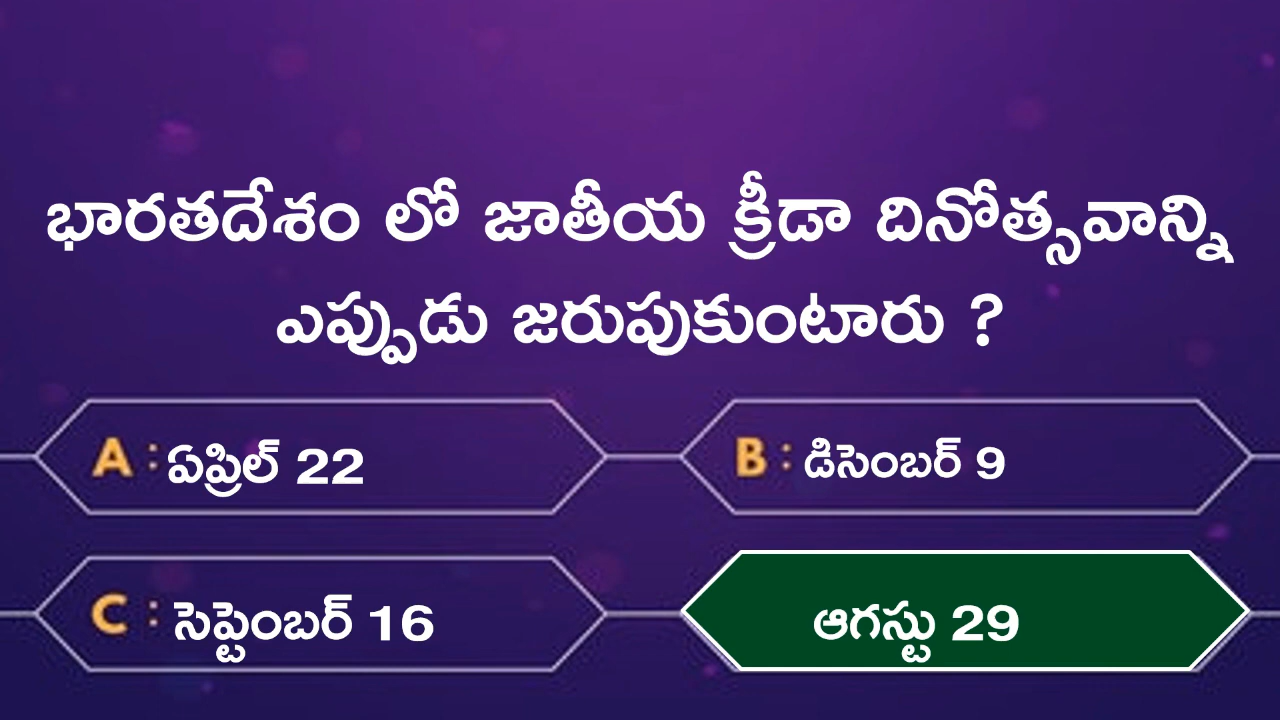 భారతదేశం లో జాతీయ క్రీడా దినోత్సవాన్ని
ఎప్పుడు జరుపుకుంటారు ?
A : ఏప్రిల్ 22
B : డిసెంబర్ 9
C : సెప్టెంబర్ 16
ఆగస్టు 29